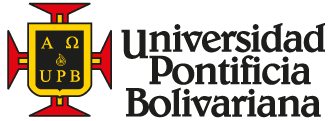 Α Ω
UPB
Universidad
Pontificia
Bolivariana